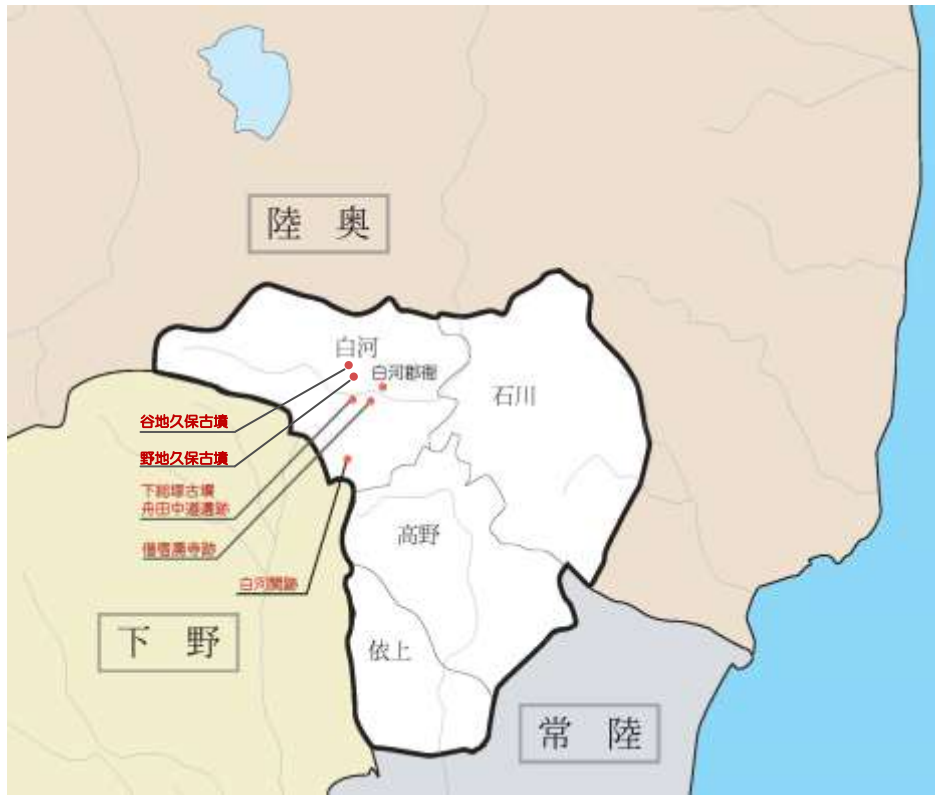 陸 奥
白河
白河郡衙
石川
谷地久保古墳
野地久保古墳
下総塚古墳
舟田中道遺跡
借宿廃寺跡
白河関跡
高野
依上
下 野
常 陸